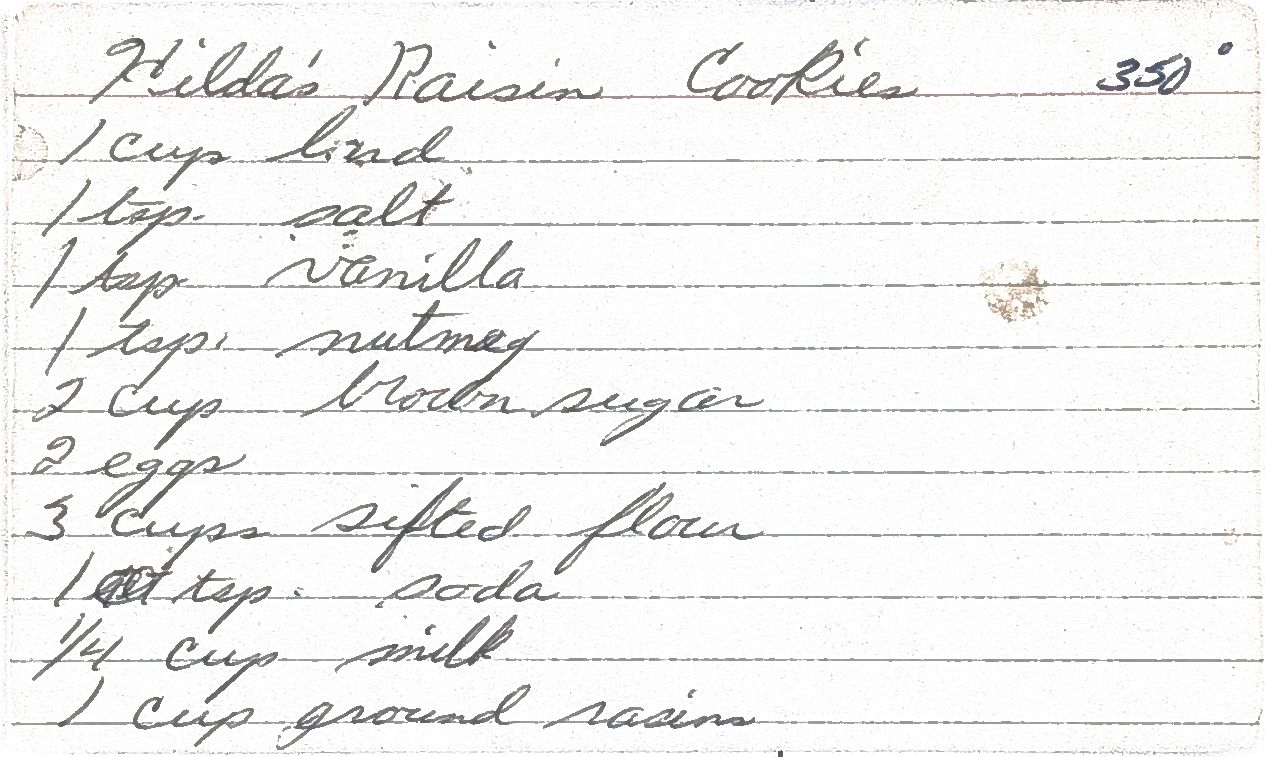 Hilda's Raisin Cookies 350°
1 cup lard
1 tsp. salt
1 tsp vanilla
1 tsp. nutmeg
2 cup brown sugar
2 eggs
3 cups sifted flour
1 tsp. soda
1/4 cup milk
1 cup ground racins